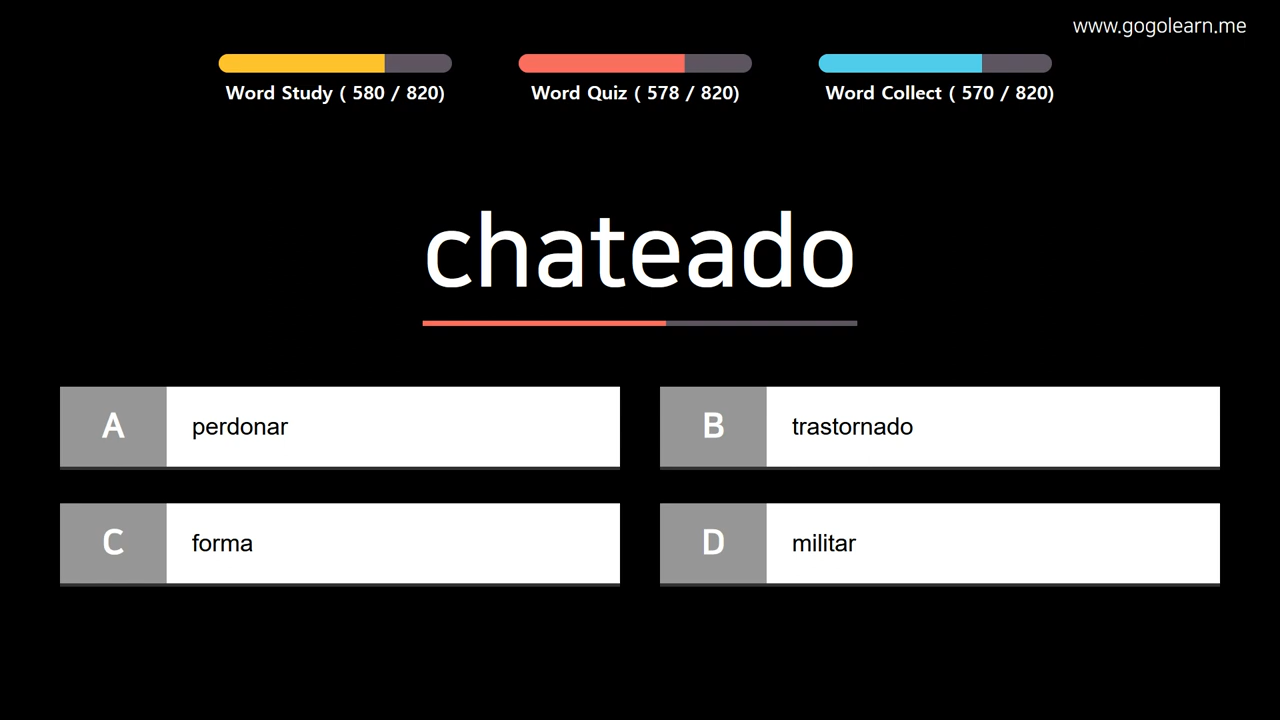 www.gogolearn.me
Word Study ( 580 / 820)
Word Quiz ( 578 / 820)
Word Collect ( 570 / 820)
chateado
A
perdonar
B
trastornado
C
forma
D
militar